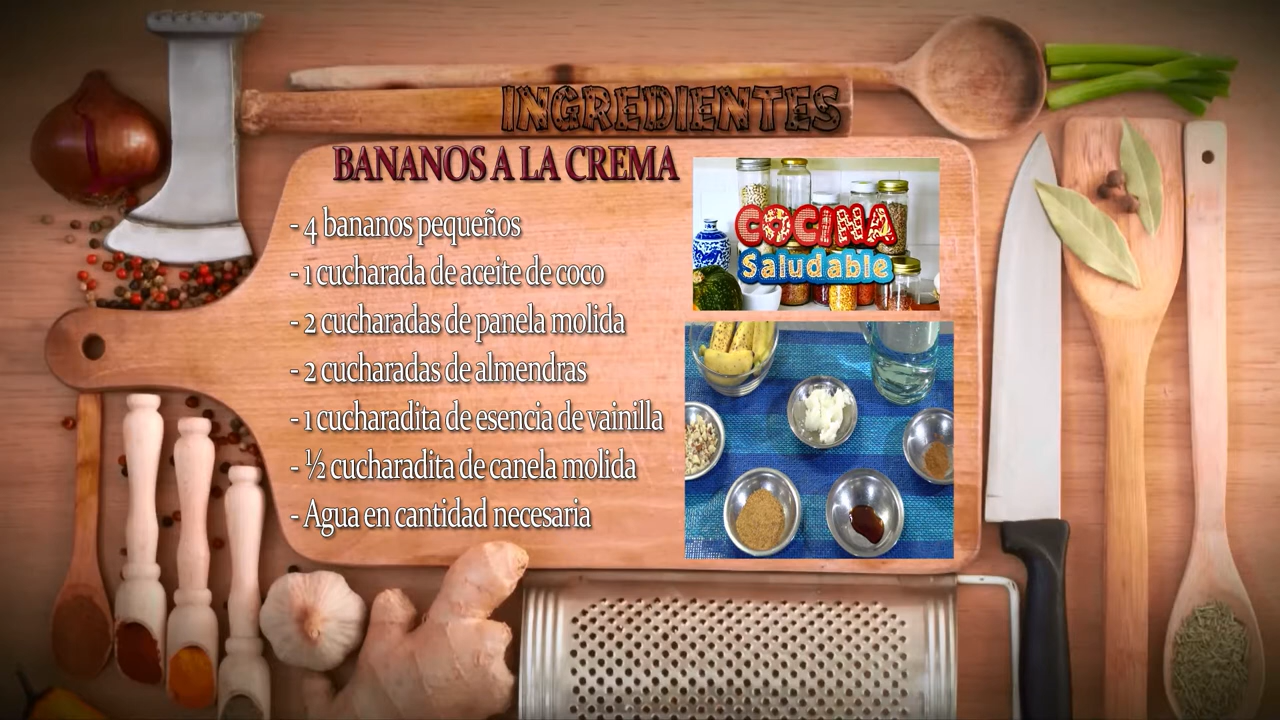 INGREDIENTES
BANANOS A LA CREMA
- 4 bananos pequeños
- 1 cucharada de aceite de coco
- 2 cucharadas de panela molida
- 2 cucharadas de almendras
- 1 cucharadita de esencia de vainilla
- ½ cucharadita de canela molida
- Agua en cantidad necesaria
COCINA
Saludable